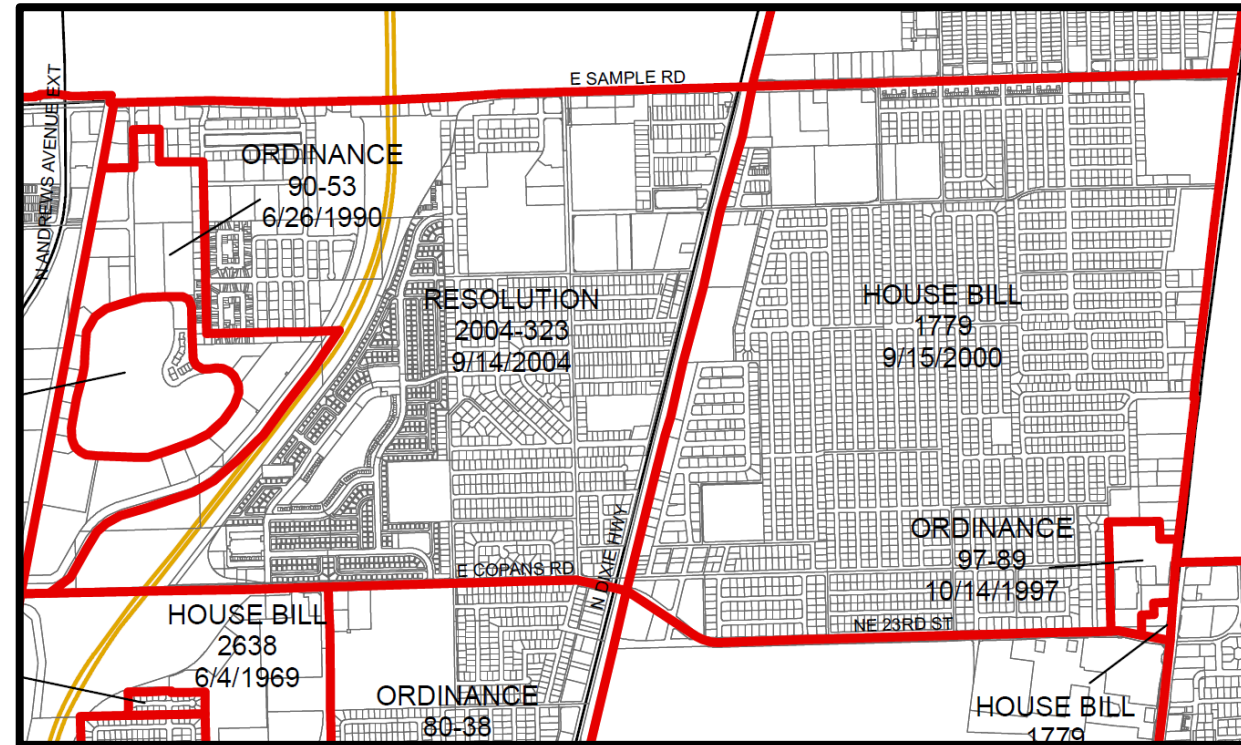 E SAMPLE RD
N ANDREWS AVENUE EXT
ORDINANCE
90-53
6/26/1990
RESOLUTION
2004-323
9/14/2004
HOUSE BILL
1779
9/15/2000
ORDINANCE
97-89
10/14/1997
E COPANS RD
N DIXIE HWY
NE 23RD ST
HOUSE BILL
2638
6/4/1969
ORDINANCE
80-38
HOUSE BILL
1779